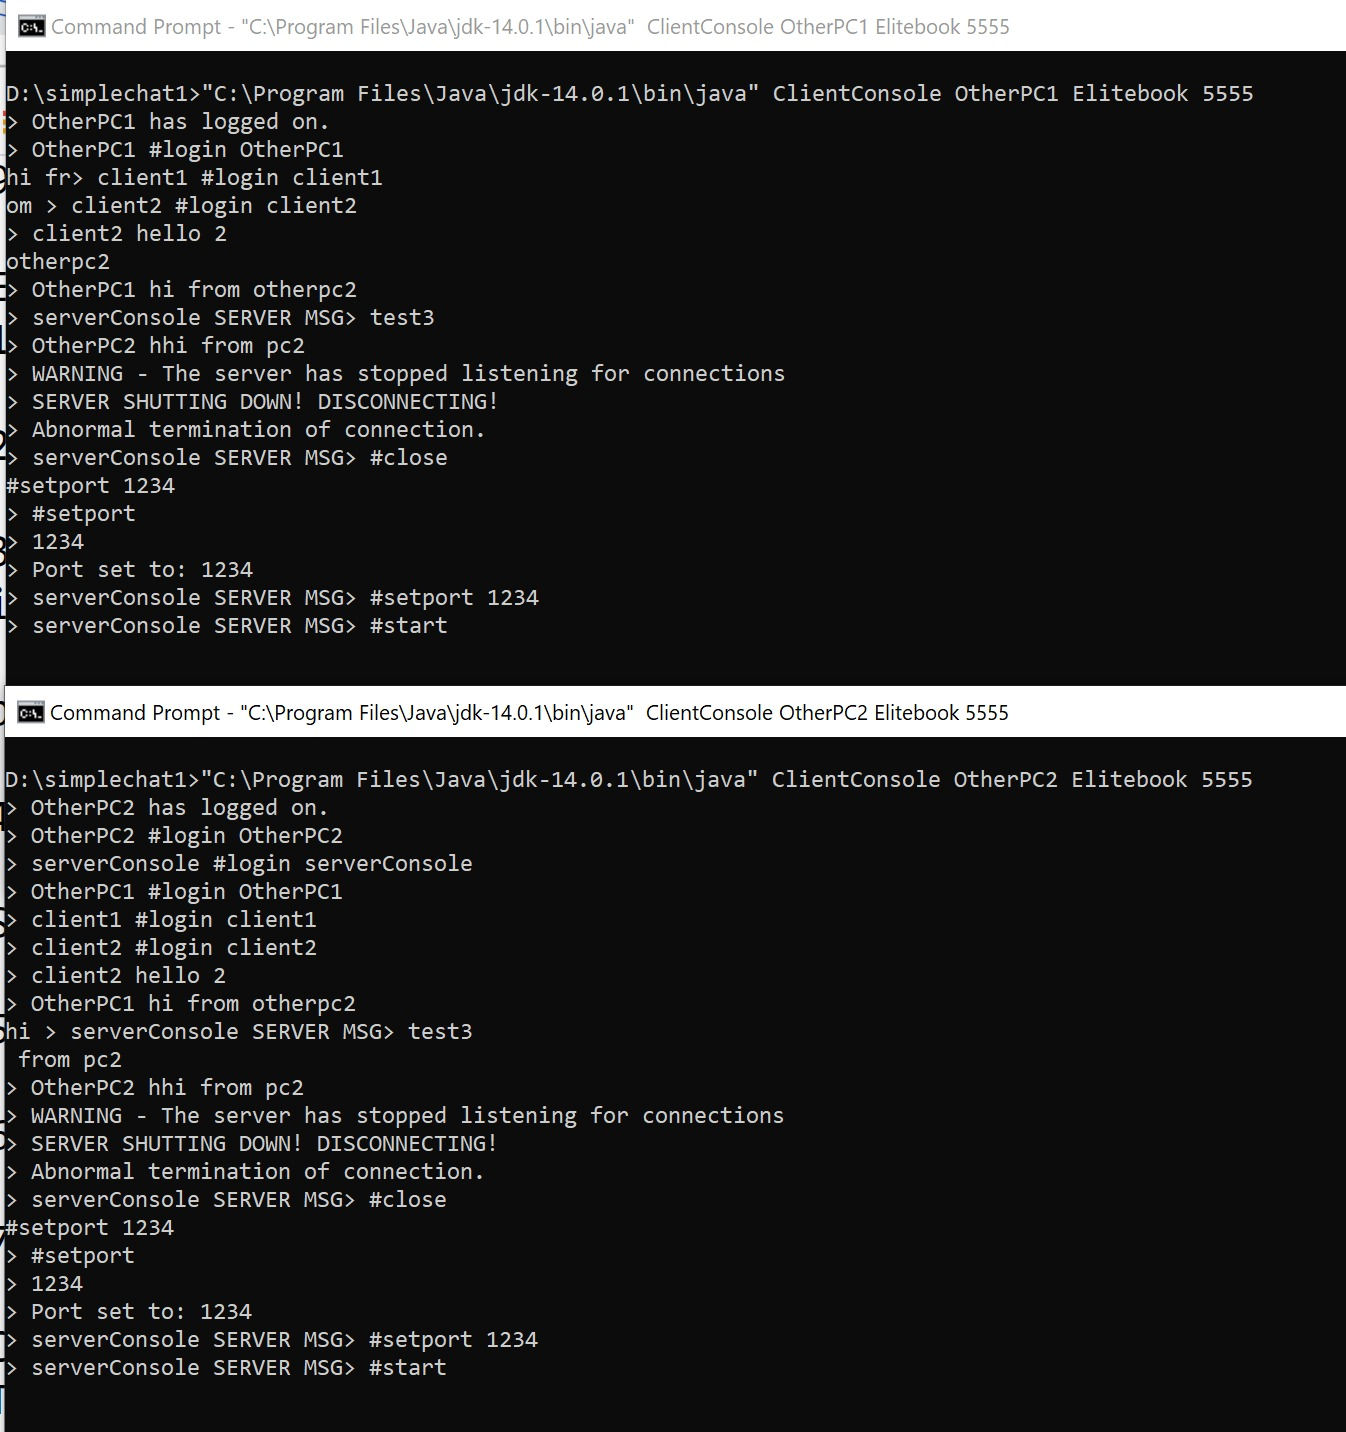 Command Prompt - "C:\Program Files\Java\jdk-14.0.1\bin\java"  ClientConsole OtherPC1 Elitebook 5555
D:\simplechat1>"C:\Program Files\Java\jdk-14.0.1\bin\java" ClientConsole OtherPC1 Elitebook 5555
> OtherPC1 has logged on.
> OtherPC1 #login OtherPC1
hi fr> client1 #login client1
om > client2 #login client2
> client2 hello 2
otherpc2
> OtherPC1 hi from otherpc2
> serverConsole SERVER MSG> test3
> OtherPC2 hhi from pc2
> WARNING - The server has stopped listening for connections
> SERVER SHUTTING DOWN! DISCONNECTING!
> Abnormal termination of connection.
> serverConsole SERVER MSG> #close
#setport 1234
> #setport
> 1234
> Port set to: 1234
> serverConsole SERVER MSG> #setport 1234
> serverConsole SERVER MSG> #start
Command Prompt - "C:\Program Files\Java\jdk-14.0.1\bin\java"  ClientConsole OtherPC2 Elitebook 5555
D:\simplechat1>"C:\Program Files\Java\jdk-14.0.1\bin\java" ClientConsole OtherPC2 Elitebook 5555
> OtherPC2 has logged on.
> OtherPC2 #login OtherPC2
> serverConsole #login serverConsole
> OtherPC1 #login OtherPC1
> client1 #login client1
> client2 #login client2
> client2 hello 2
> OtherPC1 hi from otherpc2
hi > serverConsole SERVER MSG> test3
 from pc2
> OtherPC2 hhi from pc2
> WARNING - The server has stopped listening for connections
> SERVER SHUTTING DOWN! DISCONNECTING!
> Abnormal termination of connection.
> serverConsole SERVER MSG> #close
#setport 1234
> #setport
> 1234
> Port set to: 1234
> serverConsole SERVER MSG> #setport 1234
> serverConsole SERVER MSG> #start